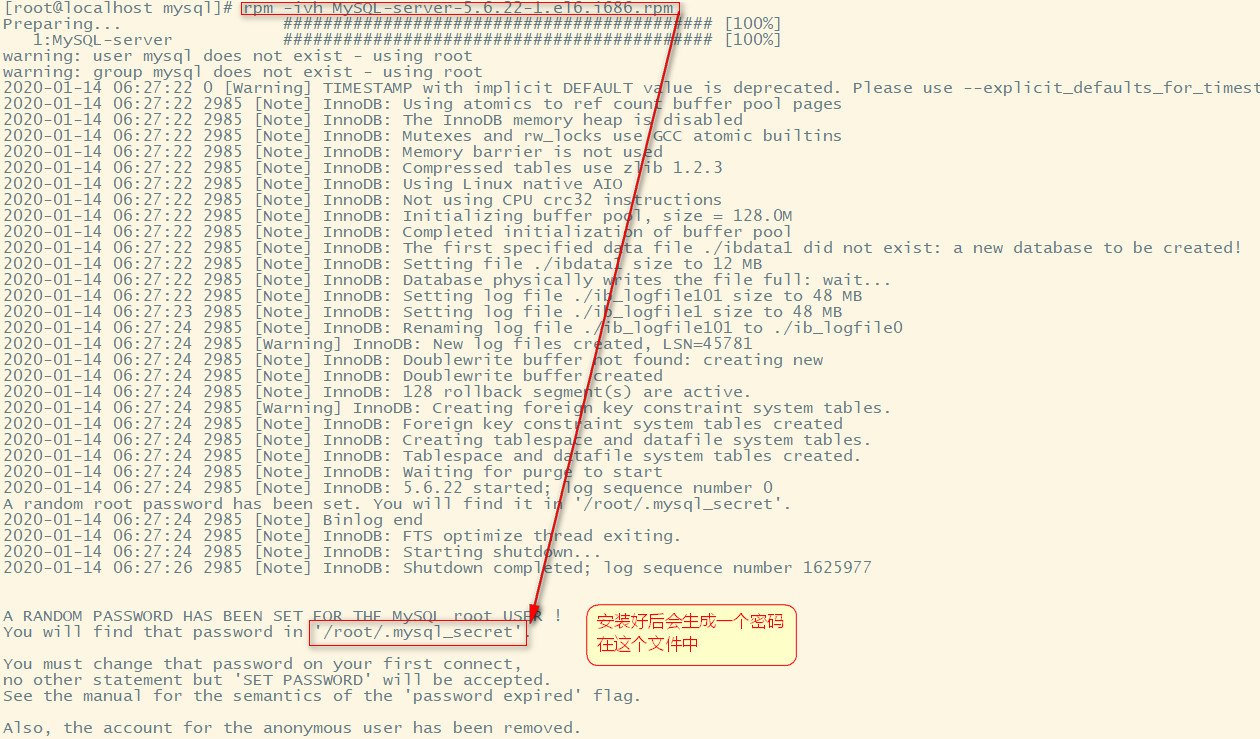 [root@localhost mysql]# rpm -ivh MySQL-server-5.6.22-1.el6.i686.rpm
Preparing... ########################################### [100%]
1:MySQL-server ########################################### [100%]
warning: user mysql does not exist - using root
warning: group mysql does not exist - using root
2020-01-14 06:27:22 0 [Warning] TIMESTAMP with implicit DEFAULT value is deprecated. Please use --explicit_defaults_for_timest
2020-01-14 06:27:22 2985 [Note] InnoDB: Using atomics to ref count buffer pool pages
2020-01-14 06:27:22 2985 [Note] InnoDB: The InnoDB memory heap is disabled
2020-01-14 06:27:22 2985 [Note] InnoDB: Mutexes and rw_locks use GCC atomic builtins
2020-01-14 06:27:22 2985 [Note] InnoDB: Memory barrier is not used
2020-01-14 06:27:22 2985 [Note] InnoDB: Compressed tables use zlib 1.2.3
2020-01-14 06:27:22 2985 [Note] InnoDB: Using Linux native AIO
2020-01-14 06:27:22 2985 [Note] InnoDB: Not using CPU crc32 instructions
2020-01-14 06:27:22 2985 [Note] InnoDB: Initializing buffer pool, size = 128.0M
2020-01-14 06:27:22 2985 [Note] InnoDB: Completed initialization of buffer pool
2020-01-14 06:27:22 2985 [Note] InnoDB: The first specified data file ./ibdata1 did not exist: a new database to be created!
2020-01-14 06:27:22 2985 [Note] InnoDB: Setting file ./ibdata1 size to 12 MB
2020-01-14 06:27:22 2985 [Note] InnoDB: Database physically writes the file full: wait...
2020-01-14 06:27:22 2985 [Note] InnoDB: Setting log file ./ib_logfile101 size to 48 MB
2020-01-14 06:27:23 2985 [Note] InnoDB: Setting log file ./ib_logfile1 size to 48 MB
2020-01-14 06:27:24 2985 [Note] InnoDB: Renaming log file ./ib_logfile101 to ./ib_logfile0
2020-01-14 06:27:24 2985 [Warning] InnoDB: New log files created, LSN=45781
2020-01-14 06:27:24 2985 [Note] InnoDB: Doublewrite buffer not found: creating new
2020-01-14 06:27:24 2985 [Note] InnoDB: Doublewrite buffer created
2020-01-14 06:27:24 2985 [Note] InnoDB: 128 rollback segment(s) are active.
2020-01-14 06:27:24 2985 [Warning] InnoDB: Creating foreign key constraint system tables.
2020-01-14 06:27:24 2985 [Note] InnoDB: Foreign key constraint system tables created
2020-01-14 06:27:24 2985 [Note] InnoDB: Creating tablespace and datafile system tables.
2020-01-14 06:27:24 2985 [Note] InnoDB: Tablespace and datafile system tables created.
2020-01-14 06:27:24 2985 [Note] InnoDB: Waiting for purge to start
2020-01-14 06:27:24 2985 [Note] InnoDB: 5.6.22 started; log sequence number 0
A random root password has been set. You will find it in '/root/.mysql_secret'.
2020-01-14 06:27:24 2985 [Note] Binlog end
2020-01-14 06:27:24 2985 [Note] InnoDB: FTS optimize thread exiting.
2020-01-14 06:27:24 2985 [Note] InnoDB: Starting shutdown...
2020-01-14 06:27:26 2985 [Note] InnoDB: Shutdown completed; log sequence number 1625977
A RANDOM PASSWORD HAS BEEN SET FOR THE MySQL root USER !
You will find that password in '/root/.mysql_secret'.
安装好后会生成一个密码
在这个文件中
You must change that password on your first connect,
no other statement but 'SET PASSWORD' will be accepted.
See the manual for the semantics of the 'password expired' flag.
Also, the account for the anonymous user has been removed.